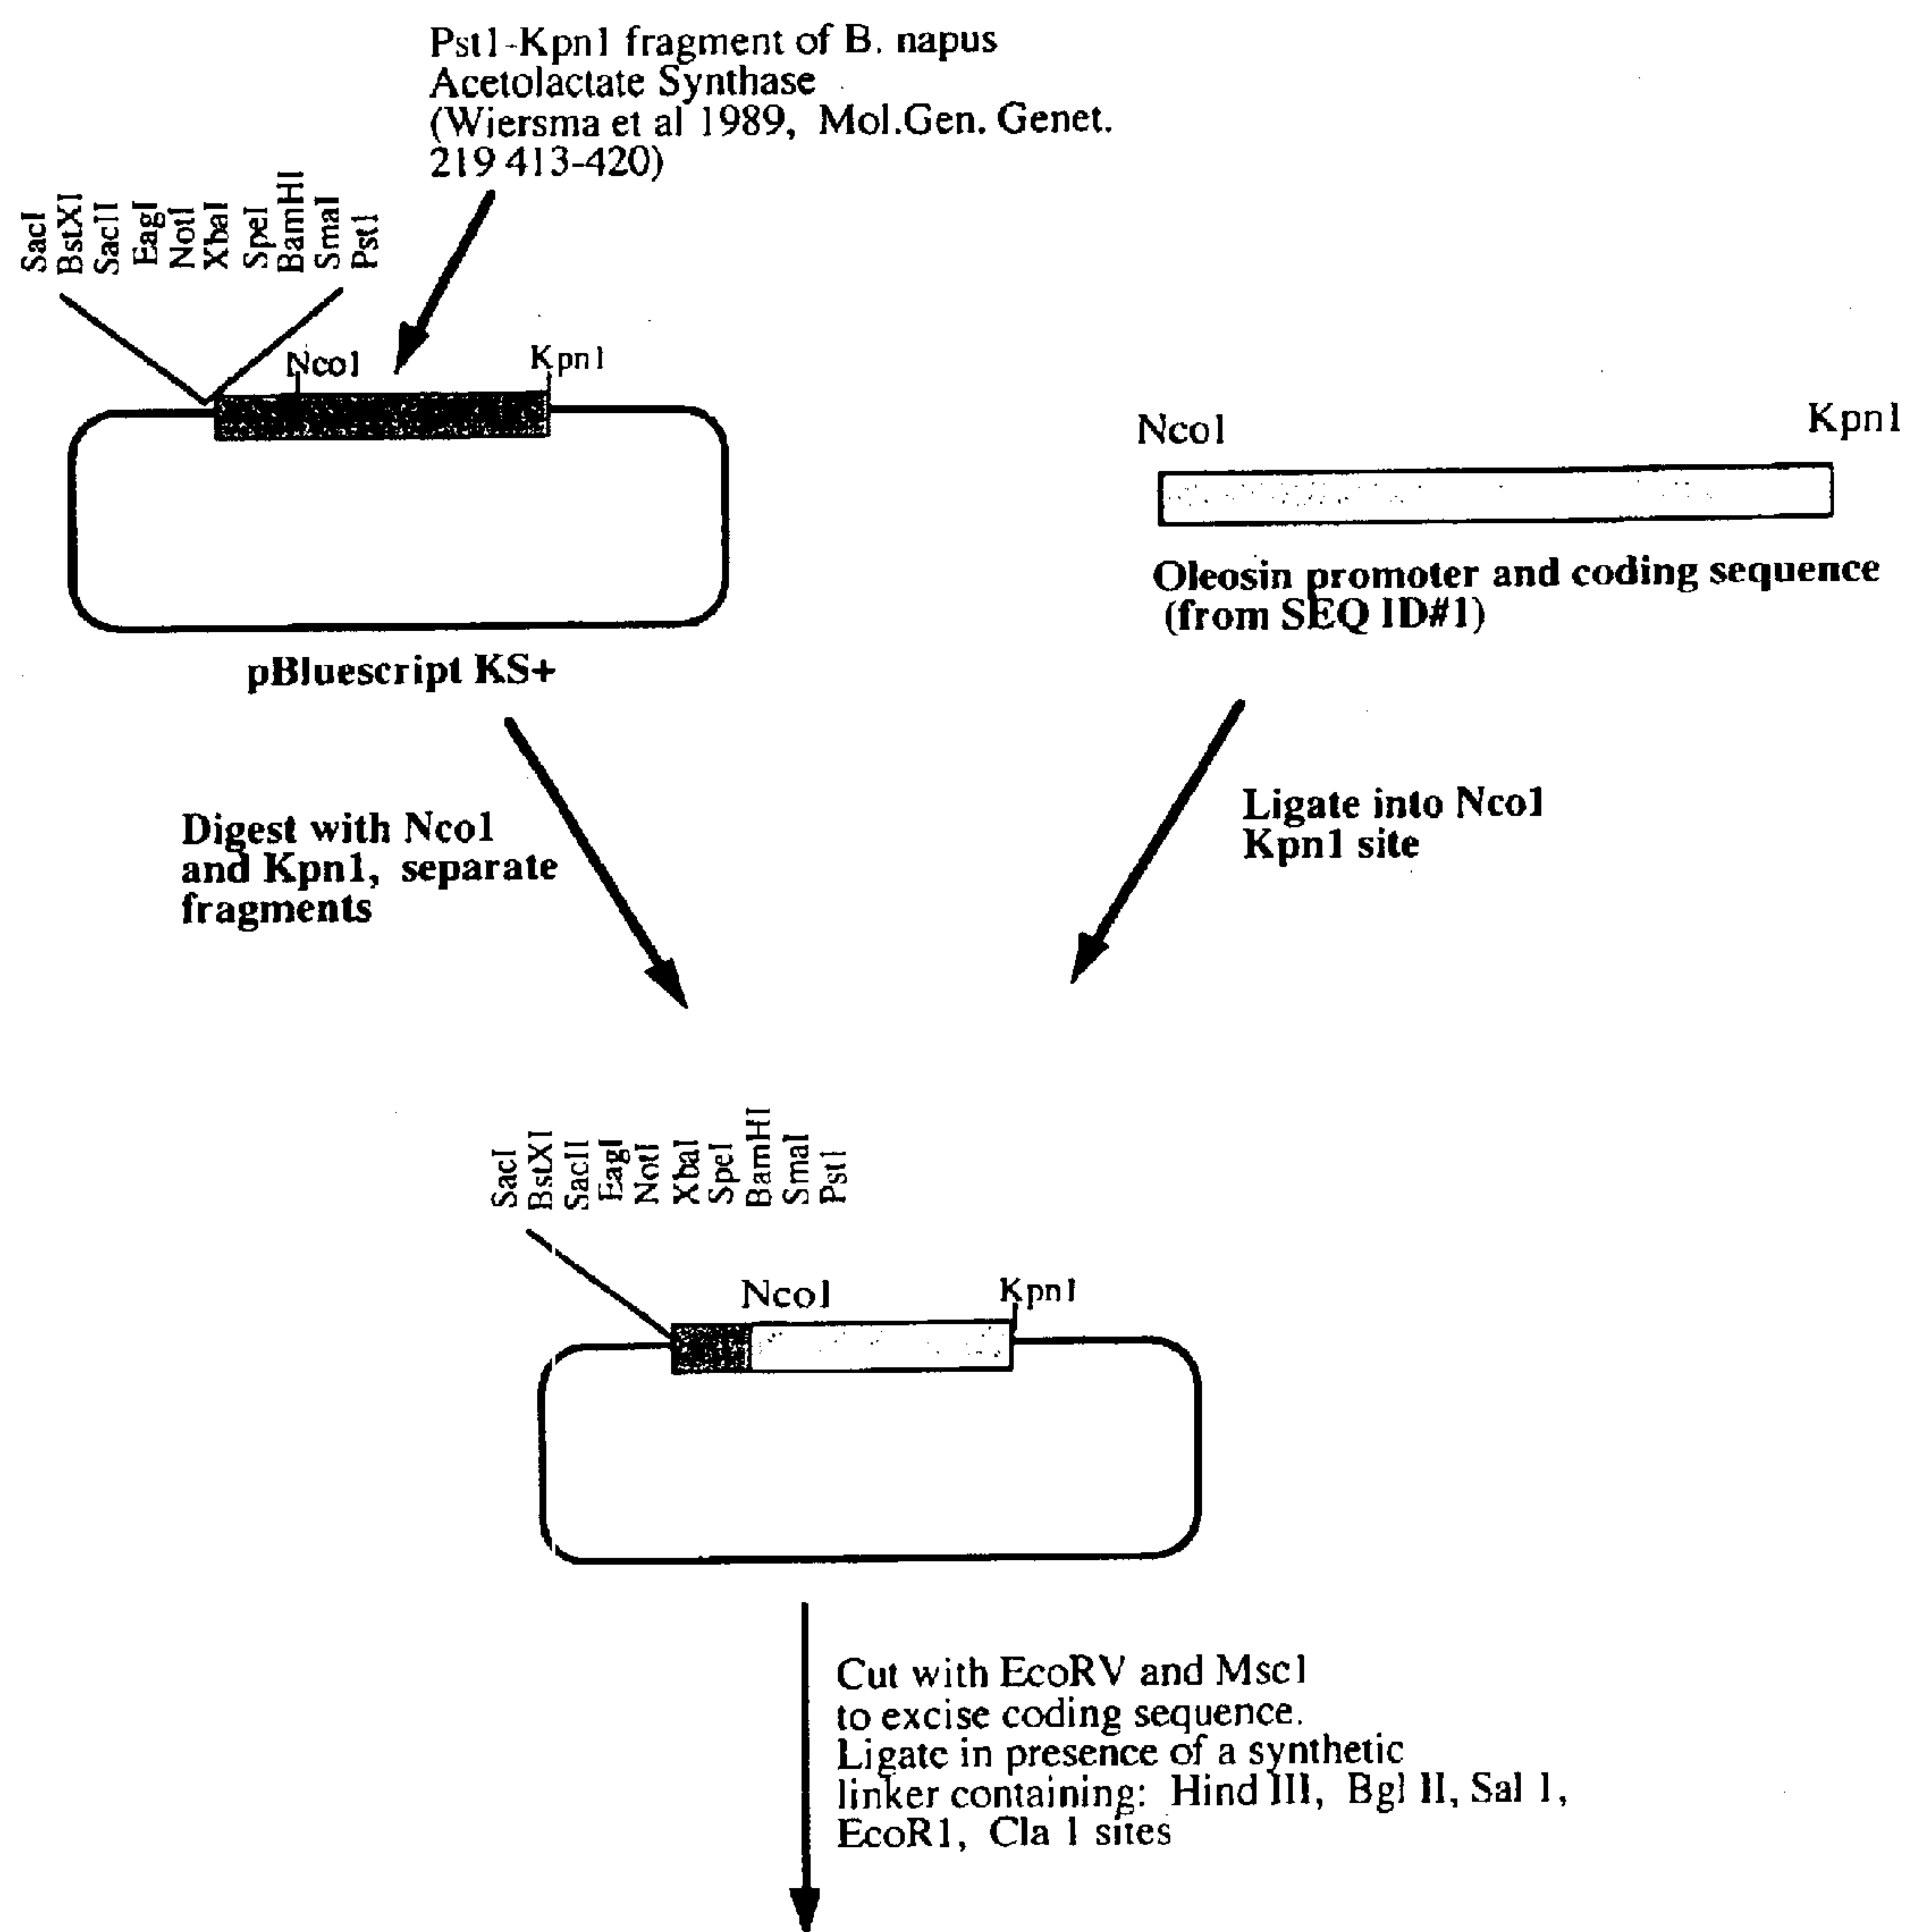 Pst1-Kpn1 fragment of B. napus
Acetolactate Synthase
(Wiersma et al 1989, Mol.Gen. Genet.
219 413-420)
SacI
BstXI
SacII
EagI
NotI
XbaI
SpeI
BamHI
SmaI
Pst1
Nco1
Kpn1
Nco1
Kpn1
Oleosin promoter and coding sequence
(from SEQ ID#1)
pBluescript KS+
Digest with Nco1
and Kpn1, separate
fragments
Ligate into Nco1
Kpn1 site
SacI
BstXI
SacII
EagI
NotI
XbaI
SpeI
BamHI
SmaI
Pst1
Nco1
Kpn1
Cut with EcoRV and Msc1
to excise coding sequence.
Ligate in presence of a synthetic
linker containing: Hind III, Bgl II, Sal 1,
EcoR1, Cla 1 sites